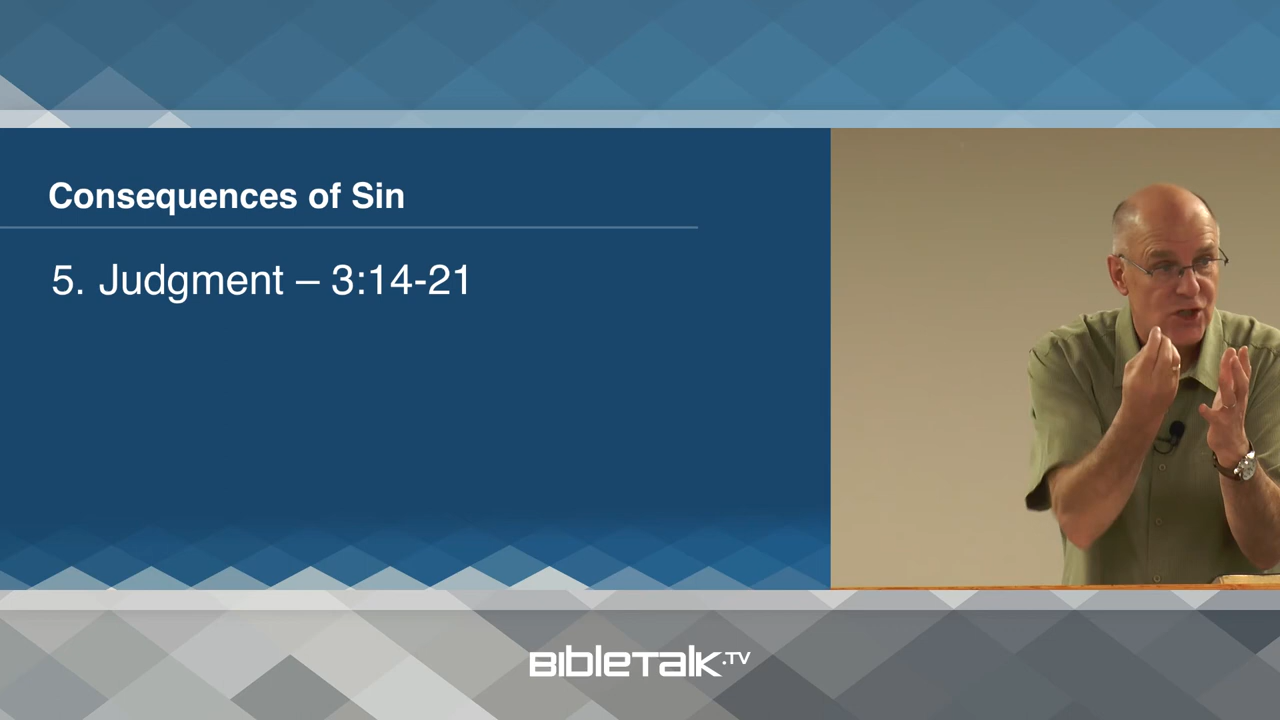 Consequences of Sin
5. Judgment – 3:14-21
BibleTalk.TV